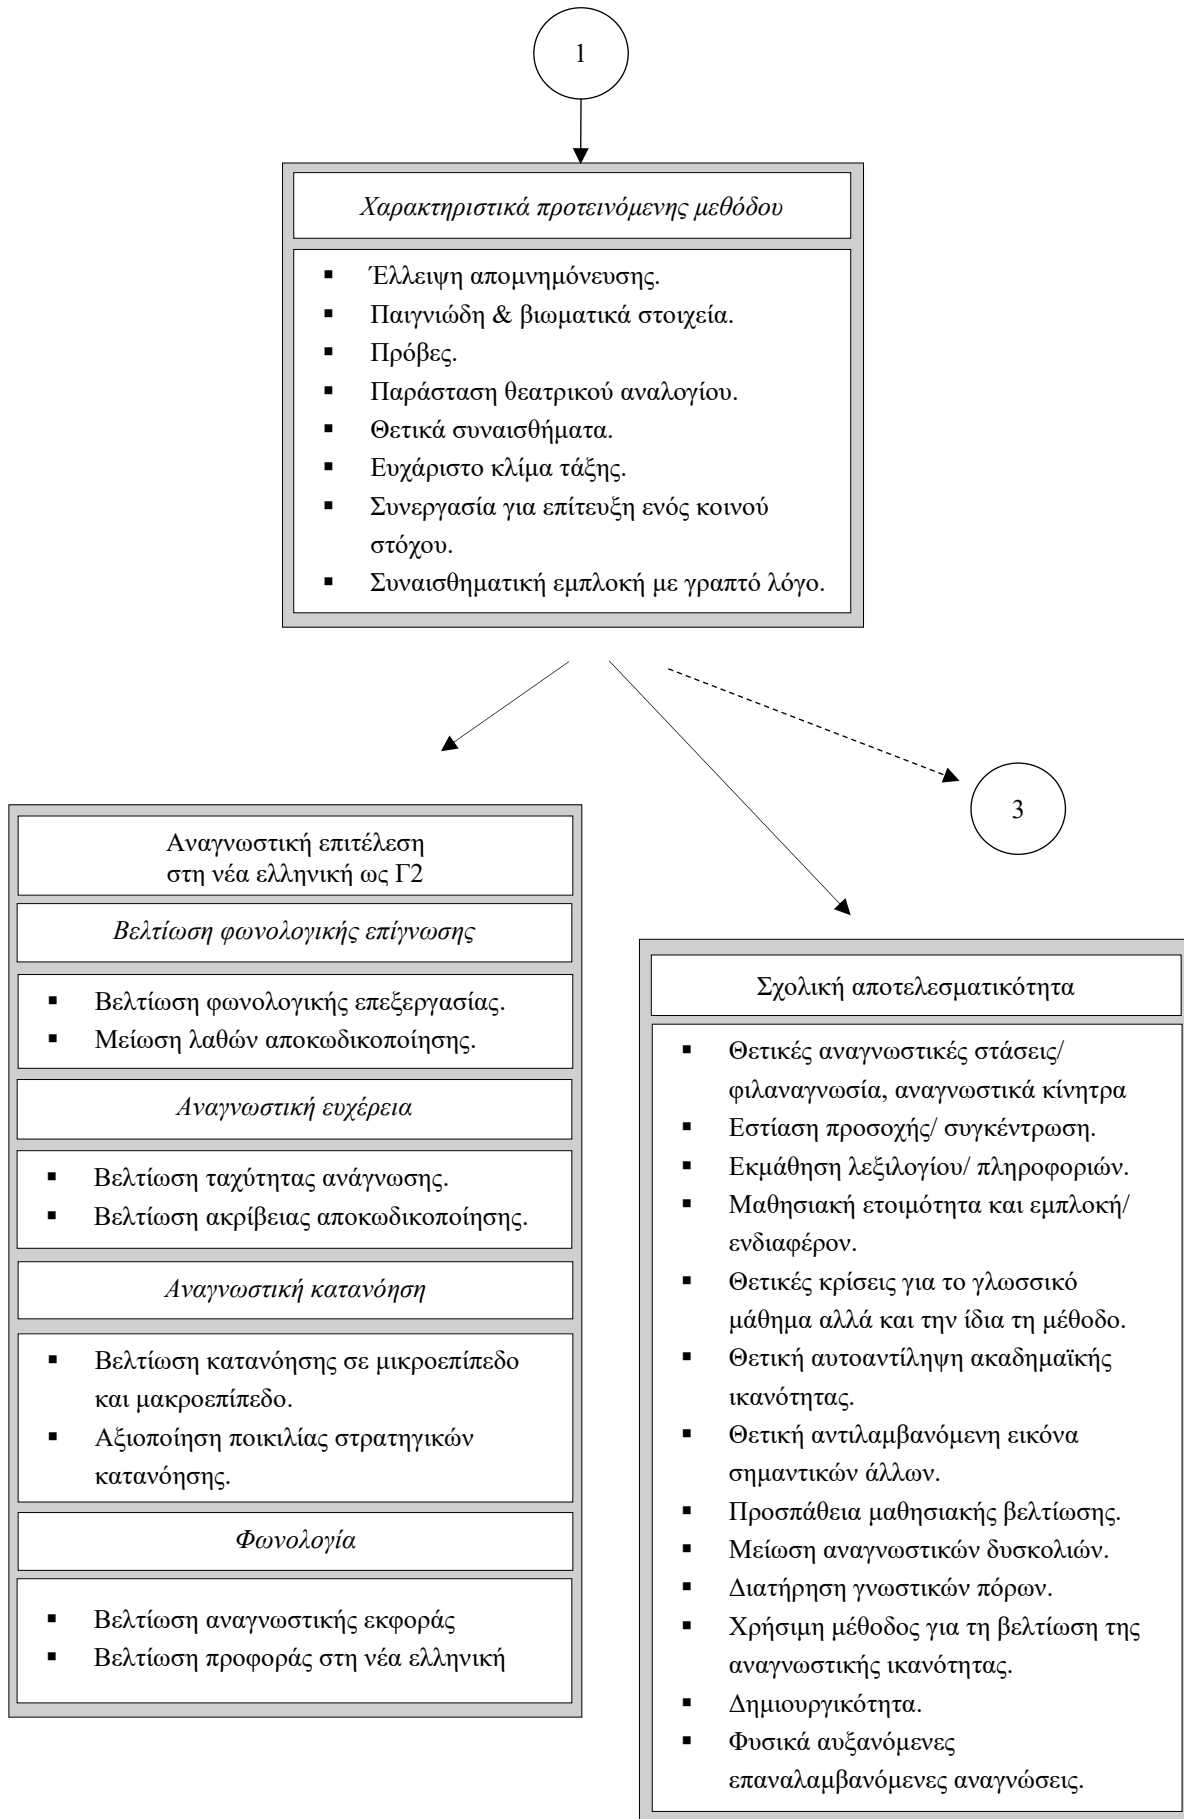 1
Χαρακτηριστικά προτεινόμενης μεθόδου
▪ Έλλειψη απομνημόνευσης.
▪ Παιγνιώδη & βιωματικά στοιχεία.
▪ Πρόβες.
▪ Παράσταση θεατρικού αναλογίου.
▪ Θετικά συναισθήματα.
▪ Ευχάριστο κλίμα τάξης.
▪ Συνεργασία για επίτευξη ενός κοινού
στόχου.
▪ Συναισθηματική εμπλοκή με γραπτό λόγο.
3
Αναγνωστική επιτέλεση
στη νέα ελληνική ως Γ2
Βελτίωση φωνολογικής επίγνωσης
▪ Βελτίωση φωνολογικής επεξεργασίας.
▪ Μείωση λαθών αποκωδικοποίησης.
Αναγνωστική ευχέρεια
▪ Βελτίωση ταχύτητας ανάγνωσης.
▪ Βελτίωση ακρίβειας αποκωδικοποίησης.
Αναγνωστική κατανόηση
▪ Βελτίωση κατανόησης σε μικροεπίπεδο
και μακροεπίπεδο.
▪ Αξιοποίηση ποικιλίας στρατηγικών
κατανόησης.
Φωνολογία
▪ Βελτίωση αναγνωστικής εκφοράς
▪ Βελτίωση προφοράς στη νέα ελληνική
Σχολική αποτελεσματικότητα
▪ Θετικές αναγνωστικές στάσεις/
φιλαναγνωσία, αναγνωστικά κίνητρα
▪ Εστίαση προσοχής/ συγκέντρωση.
▪ Εκμάθηση λεξιλογίου/ πληροφοριών.
▪ Μαθησιακή ετοιμότητα και εμπλοκή/
ενδιαφέρον.
▪ Θετικές κρίσεις για το γλωσσικό
μάθημα αλλά και την ίδια τη μέθοδο.
▪ Θετική αυτοαντίληψη ακαδημαϊκής
ικανότητας.
▪ Θετική αντιλαμβανόμενη εικόνα
σημαντικών άλλων.
▪ Προσπάθεια μαθησιακής βελτίωσης.
▪ Μείωση αναγνωστικών δυσκολιών.
▪ Διατήρηση γνωστικών πόρων.
▪ Χρήσιμη μέθοδος για τη βελτίωση της
αναγνωστικής ικανότητας.
▪ Δημιουργικότητα.
▪ Φυσικά αυξανόμενες
επαναλαμβανόμενες αναγνώσεις.